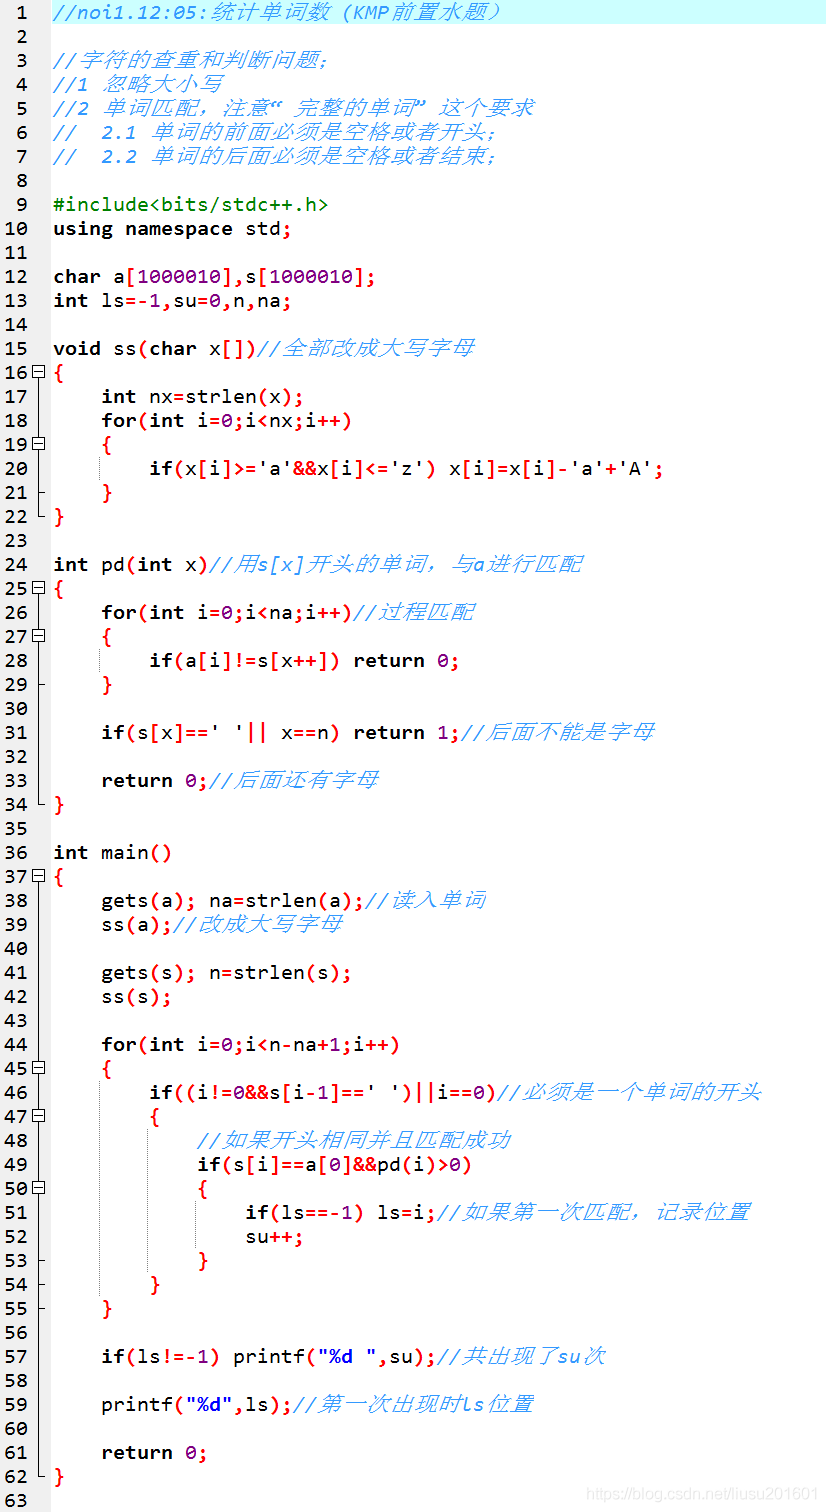 1 //noi1.12:05:统计单词数（KMP前置水题）
2
3 //字符的查重和判断问题;
4 //1 忽略大小写
5 //2 单词匹配，注意“ 完整的单词” 这个要求
6 //  2.1 单词的前面必须是空格或者开头;
7 //  2.2 单词的后面必须是空格或者结束;
8
9 #include<bits/stdc++.h>
10 using namespace std;
11
12 char a[1000010],s[1000010];
13 int ls=-1,su=0,n,na;
14
15 void ss(char x[])//全部改成大写字母
16 {
17     int nx=strlen(x);
18     for(int i=0;i<nx;i++)
19     {
20         if(x[i]>='a'&&x[i]<='z') x[i]=x[i]-'a'+'A';
21     }
22 }
23
24 int pd(int x)//用s[x]开头的单词，与a进行匹配
25 {
26     for(int i=0;i<na;i++)//过程匹配
27     {
28         if(a[i]!=s[x++]) return 0;
29     }
30
31     if(s[x]==' '|| x==n) return 1;//后面不能是字母
32
33     return 0;//后面还有字母
34 }
35
36 int main()
37 {
38     gets(a); na=strlen(a);//读入单词
39     ss(a);//改成大写字母
40
41     gets(s); n=strlen(s);
42     ss(s);
43
44     for(int i=0;i<n-na+1;i++)
45     {
46         if((i!=0&&s[i-1]==' ')||i==0)//必须是一个单词的开头
47         {
48             //如果开头相同并且匹配成功
49             if(s[i]==a[0]&&pd(i)>0)
50             {
51                 if(ls==-1) ls=i;//如果第一次匹配，记录位置
52                 su++;
53             }
54         }
55     }
56
57     if(ls!=-1) printf("%d ",su);//共出现了su次
58
59     printf("%d",ls);//第一次出现时ls位置
60
61     return 0;
62 }
63
https://blog.csdn.net/liusu201601